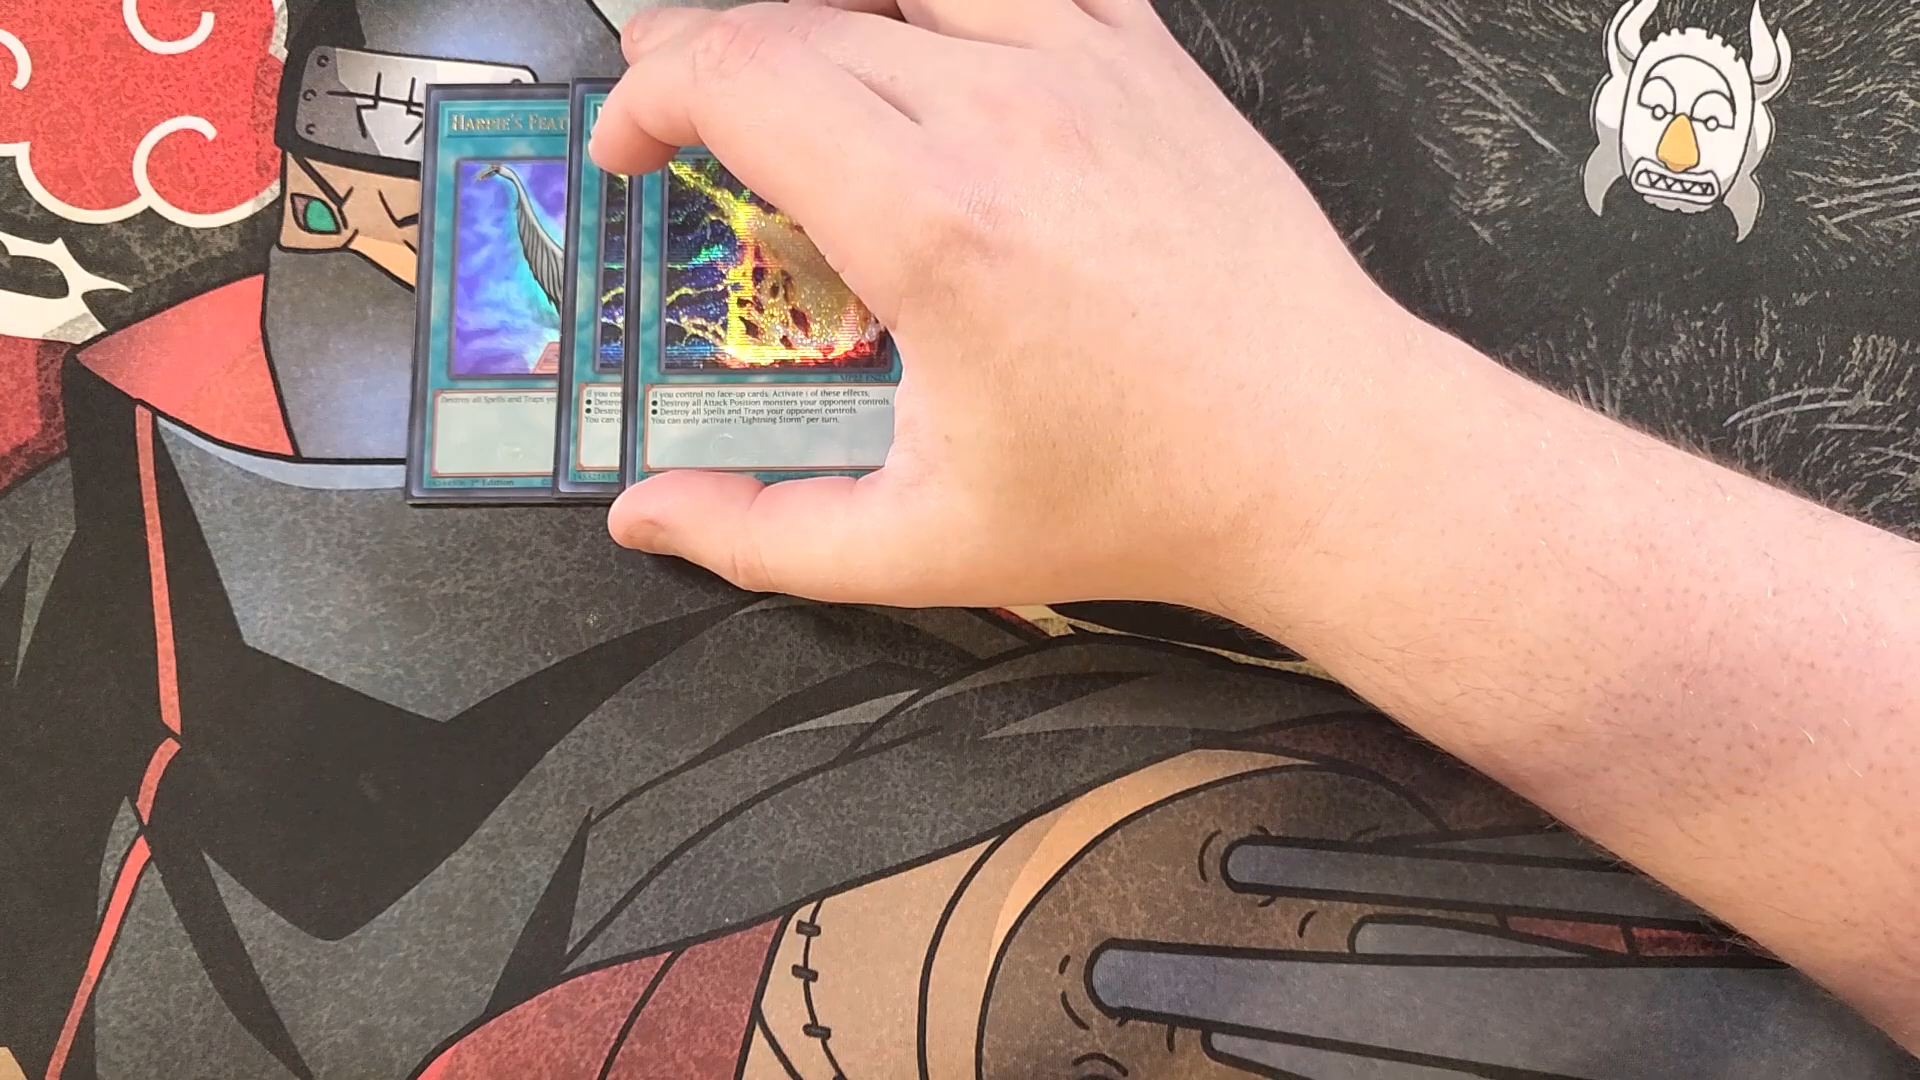 HARPIE'S FEAT
Destroy all Spells and Traps yo
1st Edition
If you co
● Destro
● Destro
You can o
MP22-EN253
If you control no face-up cards: Activate 1 of these effects;
● Destroy all Attack Position monsters your opponent controls.
● Destroy all Spells and Traps your opponent controls.
You can only activate 1 "Lightning Storm" per turn.